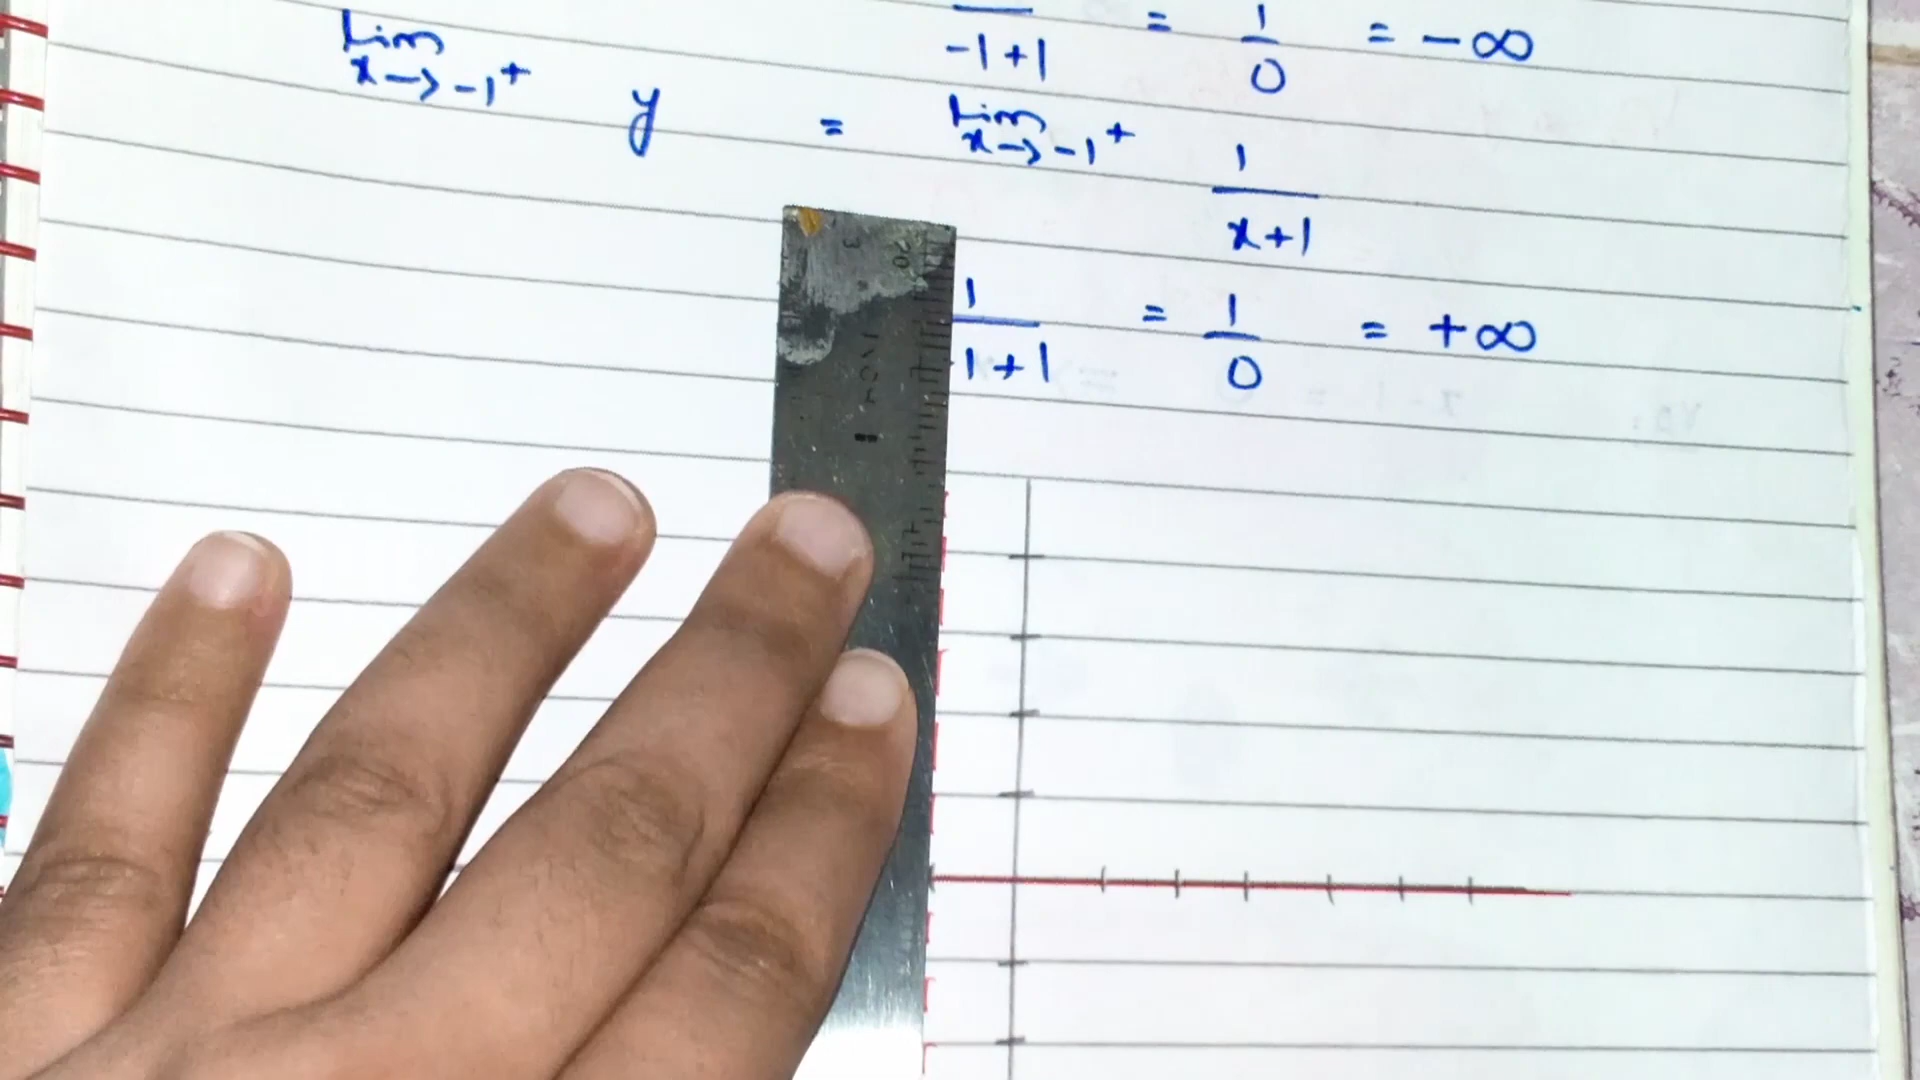 -1+1 = 1/0 = -∞
lim x→-1⁺ y = lim x→-1⁺ 1/(x+1)
1/(1+1) = 1/0 = +∞